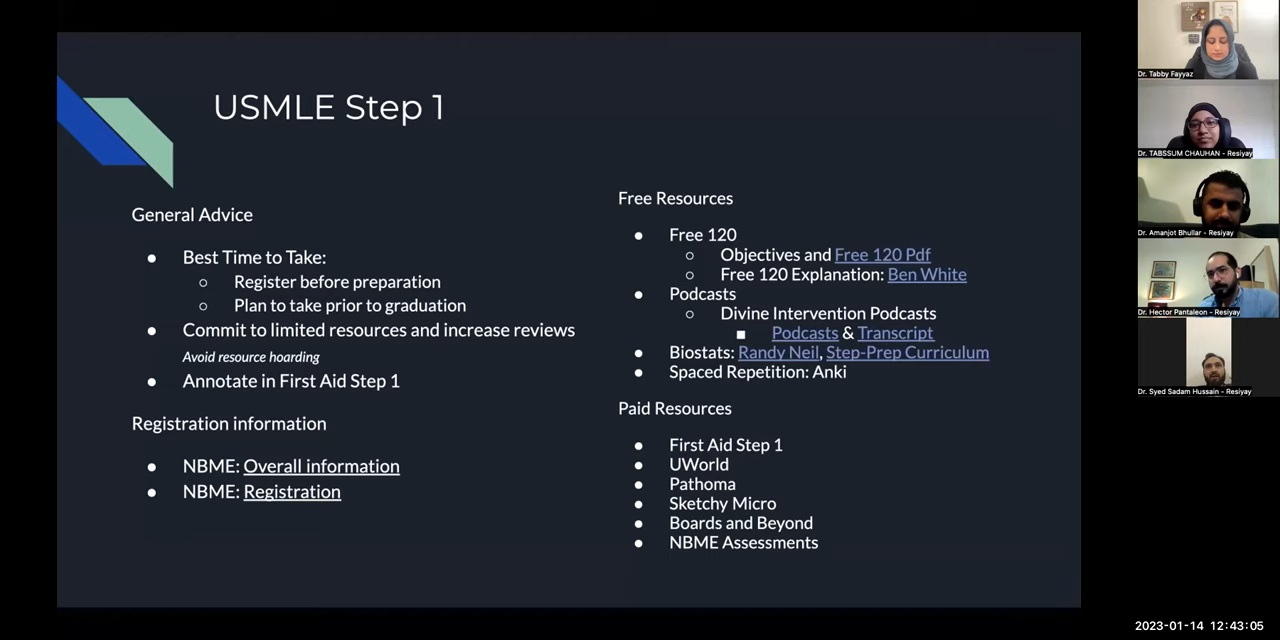 USMLE Step 1
General Advice
● Best Time to Take:
○ Register before preparation
○ Plan to take prior to graduation
● Commit to limited resources and increase reviews
Avoid resource hoarding
● Annotate in First Aid Step 1
Registration information
● NBME: Overall information
● NBME: Registration
Free Resources
● Free 120
○ Objectives and Free 120 Pdf
○ Free 120 Explanation: Ben White
● Podcasts
○ Divine Intervention Podcasts
■ Podcasts & Transcript
● Biostats: Randy Neil, Step-Prep Curriculum
● Spaced Repetition: Anki
Paid Resources
● First Aid Step 1
● UWorld
● Pathoma
● Sketchy Micro
● Boards and Beyond
● NBME Assessments
Dr. Tabby Fayyaz
Dr. TABSSUM CHAUHAN - Resiyay
Dr. Amanjot Bhullar - Resiyay
Dr. Hector Pantaleon - Resiyay
Dr. Syed Sadam Hussain - Resiyay
2023-01-14 12:43:05